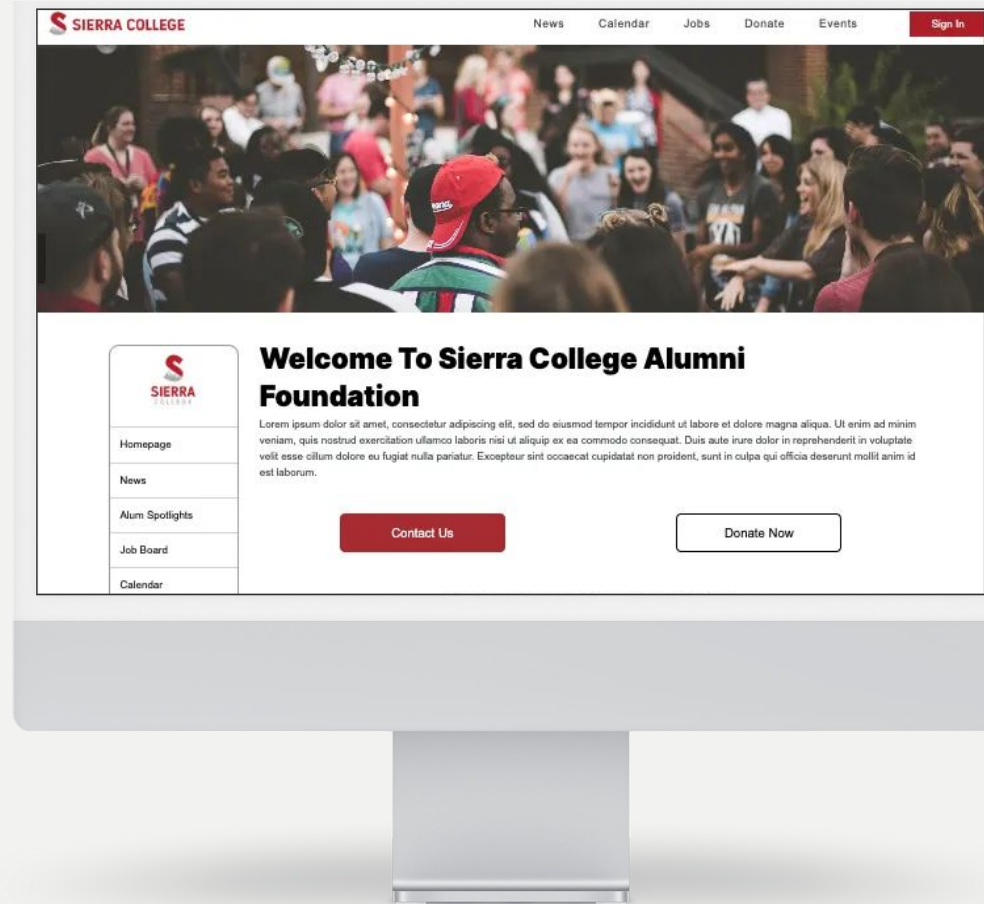 SIERRA COLLEGE
News Calendar Jobs Donate Events Sign In
SIERRA
COLLEGE
Homepage
News
Alum Spotlights
Job Board
Calendar
Welcome To Sierra College Alumni
Foundation
Lorem ipsum dolor sit amet, consectetur adipiscing elit, sed do eiusmod tempor incididunt ut labore et dolore magna aliqua. Ut enim ad minim
veniam, quis nostrud exercitation ullamco laboris nisi ut aliquip ex ea commodo consequat. Duis aute irure dolor in reprehenderit in voluptate
velit esse cillum dolore eu fugiat nulla pariatur. Excepteur sint occaecat cupidatat non proident, sunt in culpa qui officia deserunt mollit anim id
est laborum.
Contact Us Donate Now